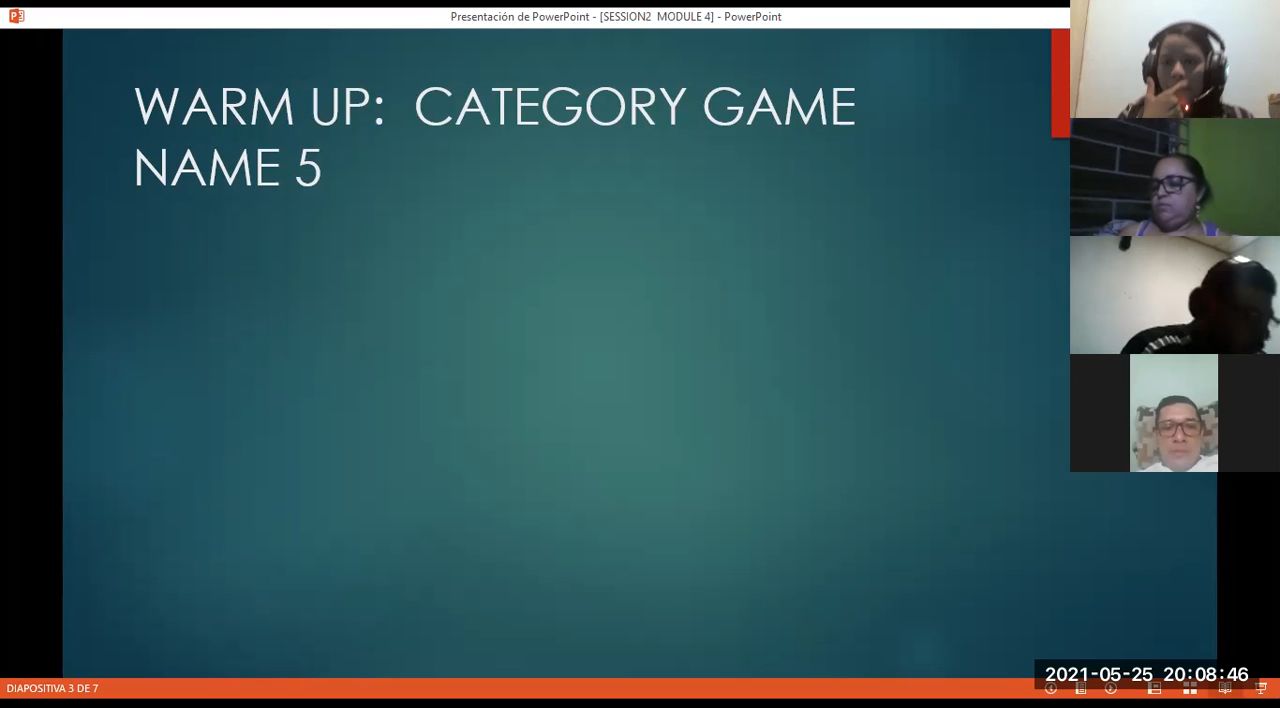 Presentación de PowerPoint - [SESSION2 MODULE 4] - PowerPoint
WARM UP: CATEGORY GAME
NAME 5
2021-05-25 20:08:46
DIAPOSITIVA 3 DE 7